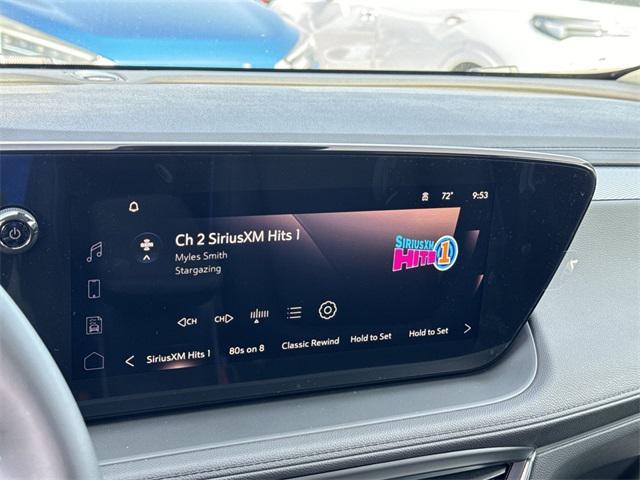 72° 9:53
Ch 2 SiriusXM Hits 1
Myles Smith
Stargazing
SIRIUSXM
HITS 1
CH CH
SiriusXM Hits 1 80s on 8 Classic Rewind Hold to Set Hold to Set